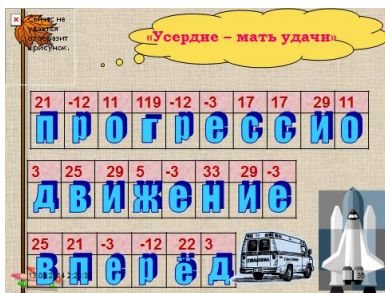 Сейчас не
удается
отобразит
ь рисунок.
«Усердие – мать удачи»
21 -12 11 119 -12 -3 17 17 29 11
прогрессио
3 25 29 5 -3 33 29 -3
движение
25 21 -3 -12 22 3
вперёд